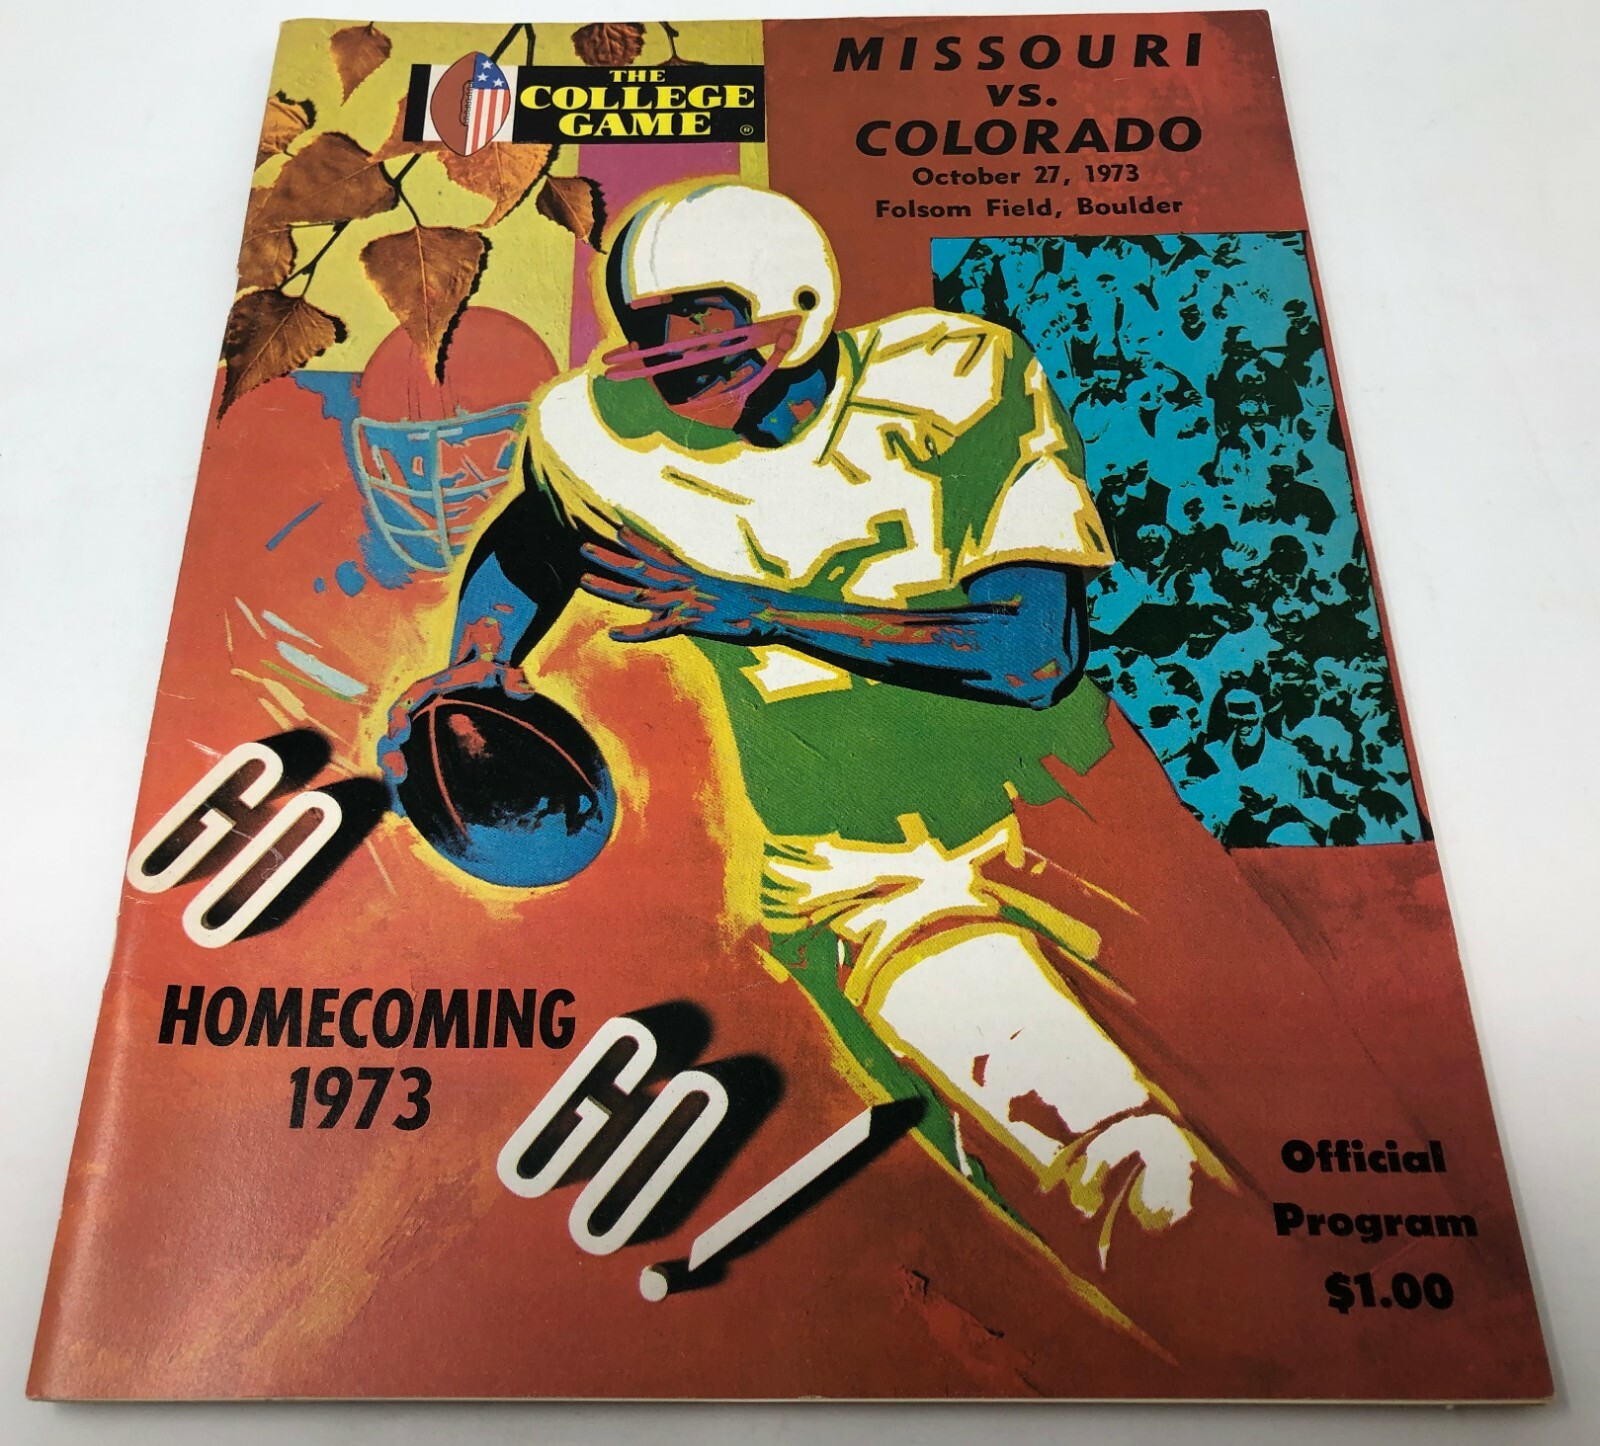 THE
COLLEGE
GAME ®
MISSOURI
VS.
COLORADO
October 27, 1973
Folsom Field, Boulder
GO
HOMECOMING
1973
GO!
Official
Program
$1.00